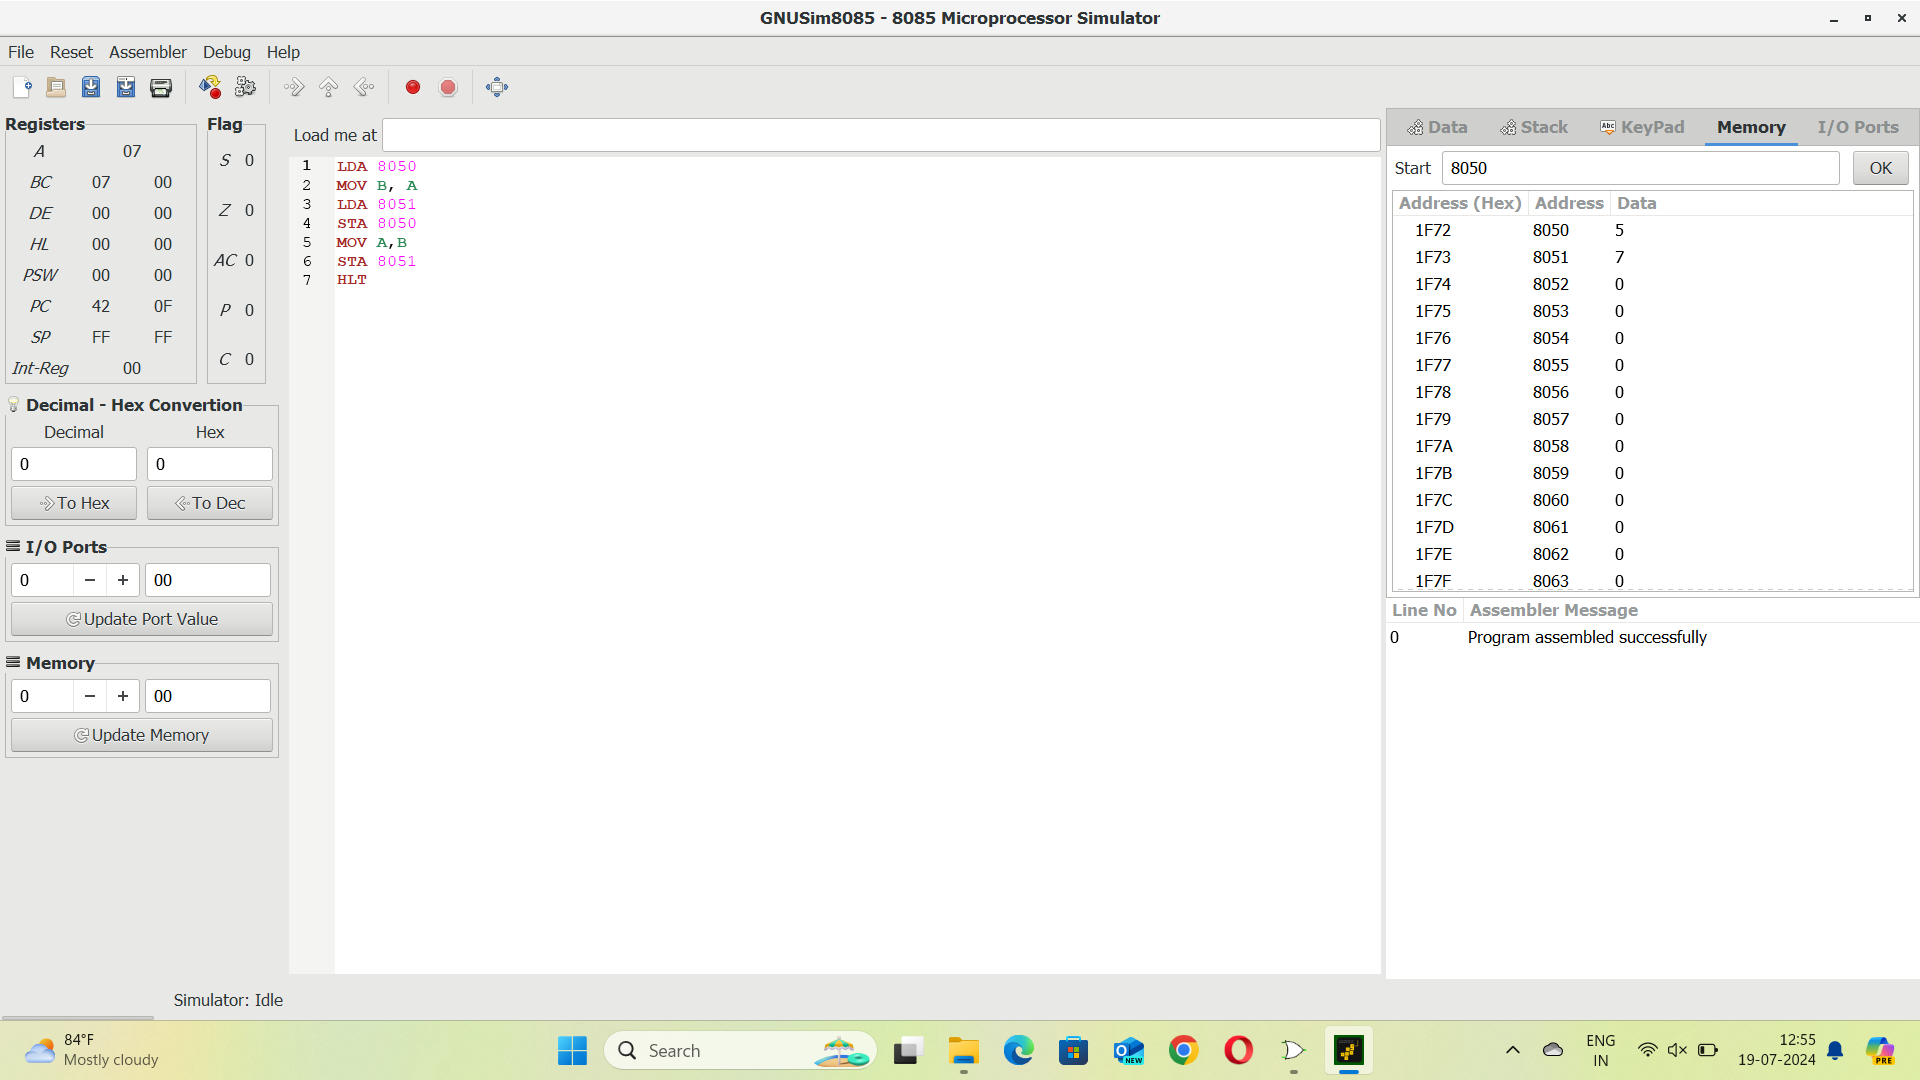 GNUSim8085 - 8085 Microprocessor Simulator
File Reset Assembler Debug Help
Registers
A 07
BC 07 00
DE 00 00
HL 00 00
PSW 00 00
PC 42 0F
SP FF FF
Int-Reg 00
Flag
S 0
Z 0
AC 0
P 0
C 0
Decimal - Hex Convertion
Decimal Hex
0 0
To Hex To Dec
I/O Ports
0 − + 00
Update Port Value
Memory
0 − + 00
Update Memory
Load me at
1 LDA 8050
2 MOV B, A
3 LDA 8051
4 STA 8050
5 MOV A,B
6 STA 8051
7 HLT
Data Stack Abc KeyPad Memory I/O Ports
Start 8050 OK
Address (Hex) Address Data
1F72 8050 5
1F73 8051 7
1F74 8052 0
1F75 8053 0
1F76 8054 0
1F77 8055 0
1F78 8056 0
1F79 8057 0
1F7A 8058 0
1F7B 8059 0
1F7C 8060 0
1F7D 8061 0
1F7E 8062 0
1F7F 8063 0
Line No Assembler Message
0 Program assembled successfully
Simulator: Idle
84°F
Mostly cloudy
Search
NEW
ENG
IN
12:55
19-07-2024
PRE